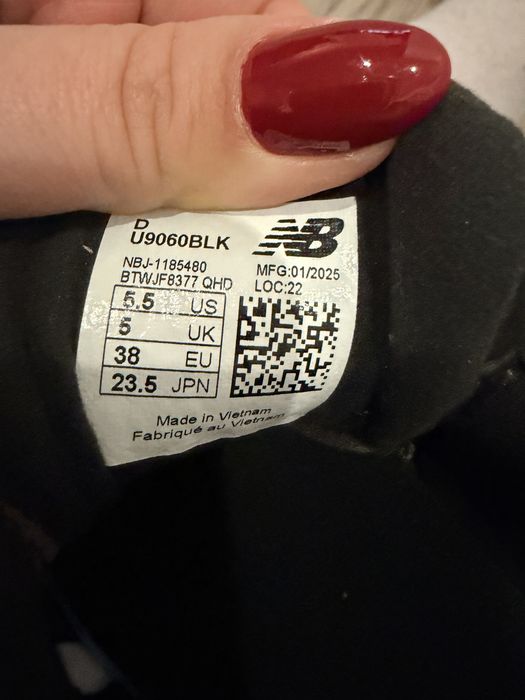 D
U9060BLK
NB
NBJ-1185480
BTWJF8377 QHD
MFG:01/2025
LOC:22
5.5 US
5 UK
38 EU
23.5 JPN
Made in Vietnam
Fabriqué au Vietnam